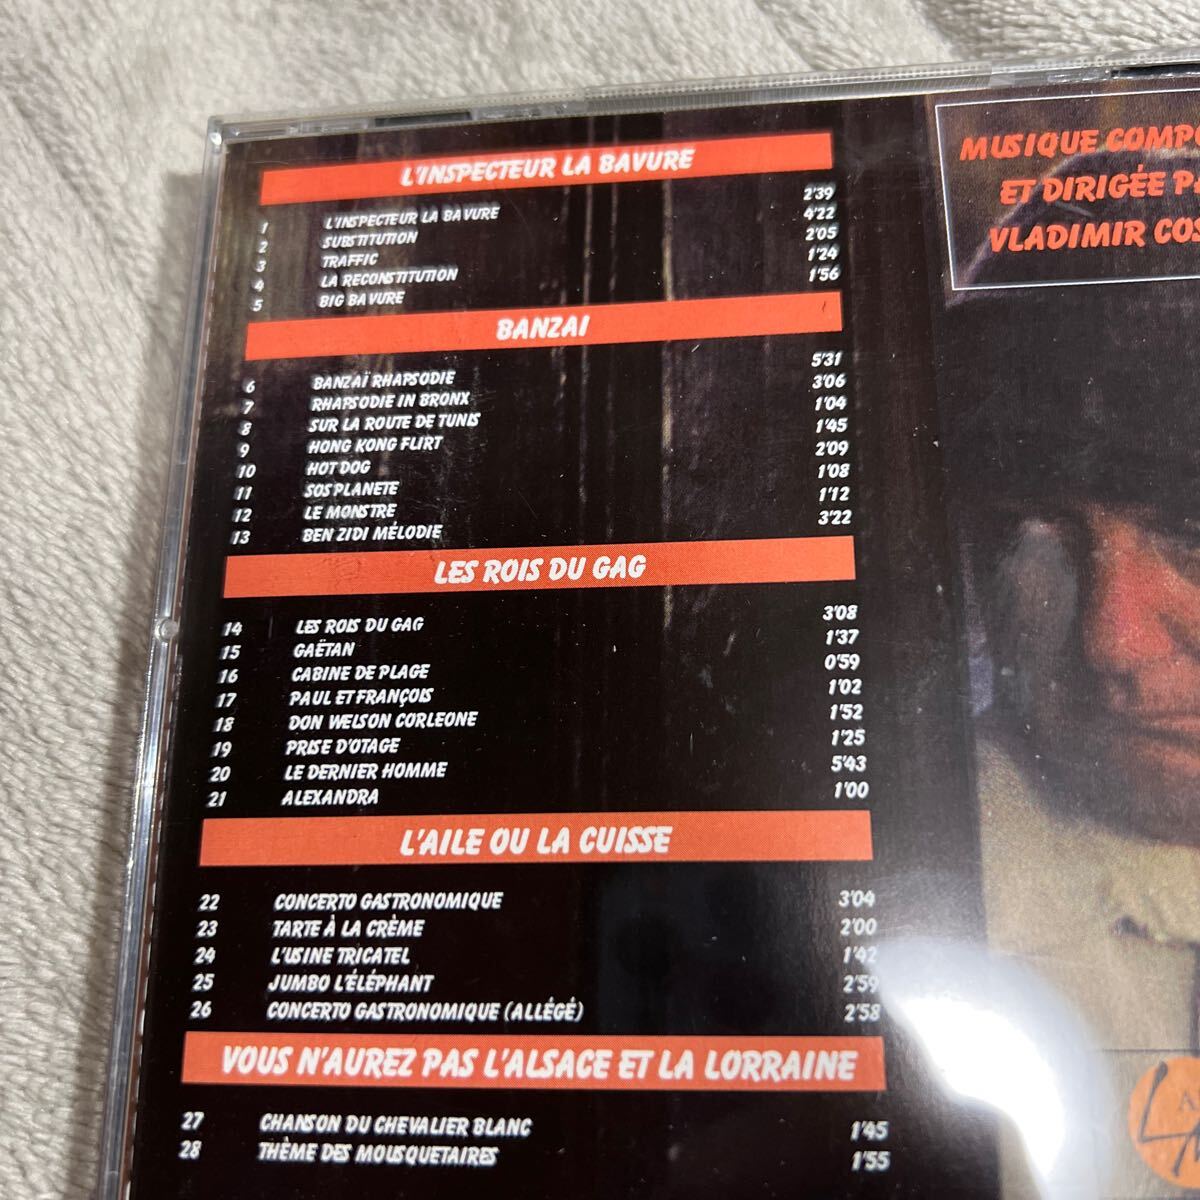 L'INSPECTEUR LA BAVURE
1 L'INSPECTEUR LA BAVURE 2'39
2 SUBSTITUTION 4'22
3 TRAFFIC 2'05
4 LA RECONSTITUTION 1'24
5 BIG BAVURE 1'56
BANZAI
6 BANZAÏ RHAPSODIE 5'31
7 RHAPSODIE IN BRONX 3'06
8 SUR LA ROUTE DE TUNIS 1'04
9 HONG KONG FLIRT 1'45
10 HOT DOG 2'09
11 SOS PLANETE 1'08
12 LE MONSTRE 1'12
13 BEN ZIDI MÉLODIE 3'22
LES ROIS DU GAG
14 LES ROIS DU GAG 3'08
15 GAËTAN 1'37
16 CABINE DE PLAGE 0'59
17 PAUL ET FRANÇOIS 1'02
18 DON WELSON CORLEONE 1'52
19 PRISE D'OTAGE 1'25
20 LE DERNIER HOMME 5'43
21 ALEXANDRA 1'00
L'AILE OU LA CUISSE
22 CONCERTO GASTRONOMIQUE 3'04
23 TARTE À LA CRÈME 2'00
24 L'USINE TRICATEL 1'42
25 JUMBO L'ÉLÉPHANT 2'59
26 CONCERTO GASTRONOMIQUE (ALLÉGÉ) 2'58
VOUS N'AUREZ PAS L'ALSACE ET LA LORRAINE
27 CHANSON DU CHEVALIER BLANC 1'45
28 THÈME DES MOUSQUETAIRES 1'55
MUSIQUE COMPO
ET DIRIGÉE PA
VLADIMIR COS